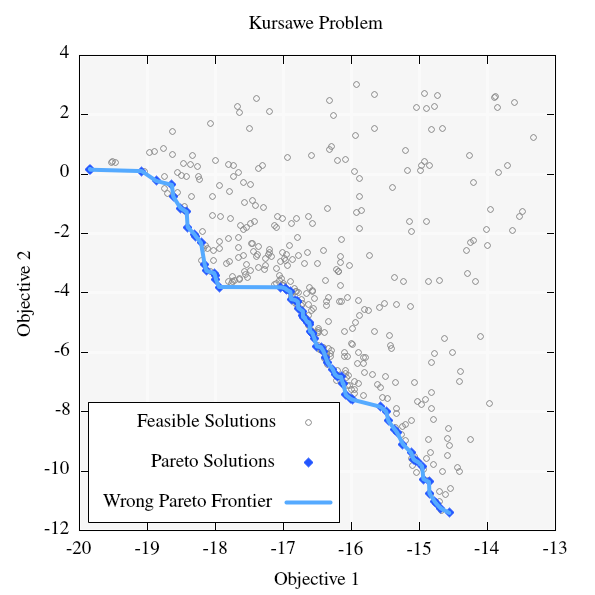 Kursawe Problem
4
2
0
-2
-4
-6
-8
-10
-12
Objective 2
Feasible Solutions
Pareto Solutions
Wrong Pareto Frontier
-20 -19 -18 -17 -16 -15 -14 -13
Objective 1